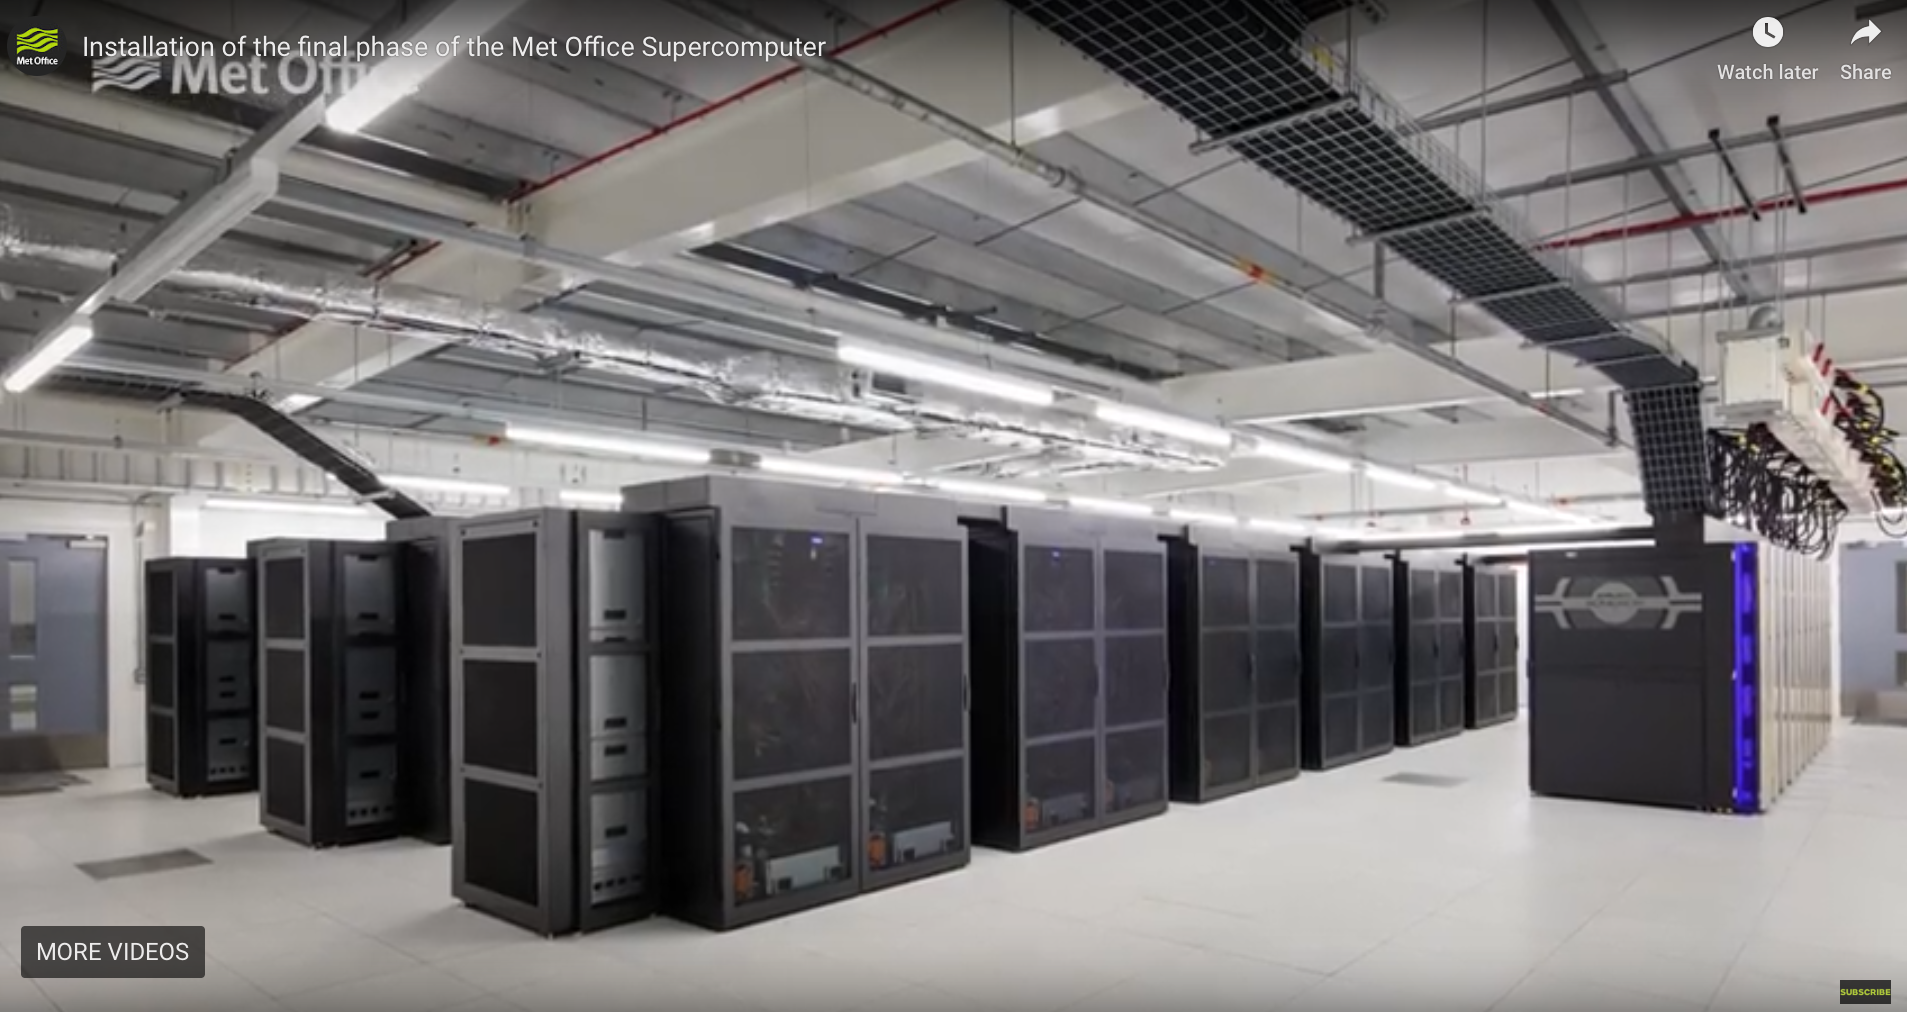 Met Office
Installation of the final phase of the Met Office Supercomputer
Met Offi
Watch later
Share
MORE VIDEOS
SUBSCRIBE